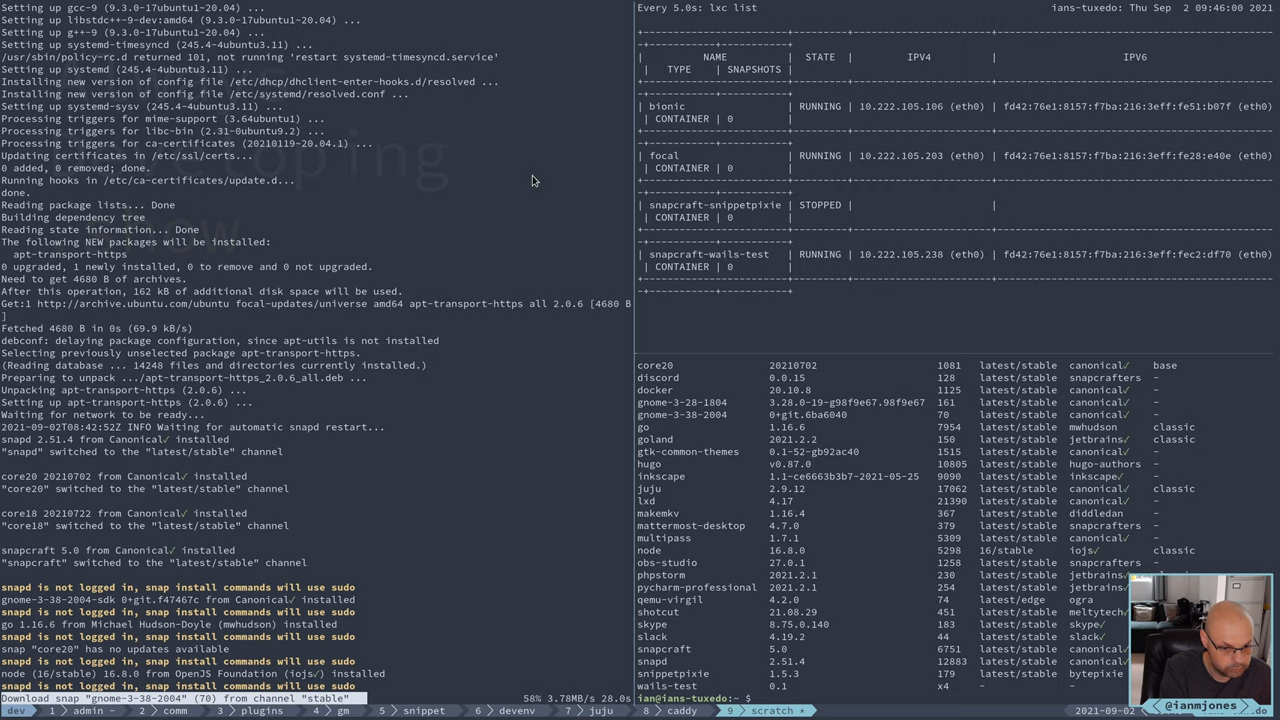 Setting up gcc-9 (9.3.0-17ubuntu1~20.04) ...
Setting up libstdc++-9-dev:amd64 (9.3.0-17ubuntu1~20.04) ...
Setting up g++-9 (9.3.0-17ubuntu1~20.04) ...
Setting up systemd-timesyncd (245.4-4ubuntu3.11) ...
/usr/sbin/policy-rc.d returned 101, not running 'restart systemd-timesyncd.service'
Setting up systemd (245.4-4ubuntu3.11) ...
Installing new version of config file /etc/dhcp/dhclient-enter-hooks.d/resolved ...
Installing new version of config file /etc/systemd/resolved.conf ...
Setting up systemd-sysv (245.4-4ubuntu3.11) ...
Processing triggers for mime-support (3.64ubuntu1) ...
Processing triggers for libc-bin (2.31-0ubuntu9.2) ...
Processing triggers for ca-certificates (20210119~20.04.1) ...
Updating certificates in /etc/ssl/certs...
0 added, 0 removed; done.
Running hooks in /etc/ca-certificates/update.d...
done.
Reading package lists... Done
Building dependency tree
Reading state information... Done
The following NEW packages will be installed:
  apt-transport-https
0 upgraded, 1 newly installed, 0 to remove and 0 not upgraded.
Need to get 4680 B of archives.
After this operation, 162 kB of additional disk space will be used.
Get:1 http://archive.ubuntu.com/ubuntu focal-updates/universe amd64 apt-transport-https all 2.0.6 [4680 B
]
Fetched 4680 B in 0s (69.9 kB/s)
debconf: delaying package configuration, since apt-utils is not installed
Selecting previously unselected package apt-transport-https.
(Reading database ... 14248 files and directories currently installed.)
Preparing to unpack .../apt-transport-https_2.0.6_all.deb ...
Unpacking apt-transport-https (2.0.6) ...
Setting up apt-transport-https (2.0.6) ...
Waiting for network to be ready...
2021-09-02T08:42:52Z INFO Waiting for automatic snapd restart...
snapd 2.51.4 from Canonical✓ installed
"snapd" switched to the "latest/stable" channel
core20 20210702 from Canonical✓ installed
"core20" switched to the "latest/stable" channel
core18 20210722 from Canonical✓ installed
"core18" switched to the "latest/stable" channel
snapcraft 5.0 from Canonical✓ installed
"snapcraft" switched to the "latest/stable" channel
snapd is not logged in, snap install commands will use sudo
gnome-3-38-2004-sdk 0+git.f47467c from Canonical✓ installed
snapd is not logged in, snap install commands will use sudo
go 1.16.6 from Michael Hudson-Doyle (mwhudson) installed
snapd is not logged in, snap install commands will use sudo
snap "core20" has no updates available
snapd is not logged in, snap install commands will use sudo
node (16/stable) 16.8.0 from OpenJS Foundation (iojs✓) installed
snapd is not logged in, snap install commands will use sudo
Download snap "gnome-3-38-2004" (70) from channel "stable" 58% 3.78MB/s 28.0s
Every 5.0s: lxc list ians-tuxedo: Thu Sep 2 09:46:00 2021
| NAME | STATE | IPV4 | IPV6
| TYPE | SNAPSHOTS |
| bionic | RUNNING | 10.222.105.106 (eth0) | fd42:76e1:8157:f7ba:216:3eff:fe51:b07f (eth0)
| CONTAINER | 0 |
| focal | RUNNING | 10.222.105.203 (eth0) | fd42:76e1:8157:f7ba:216:3eff:fe28:e40e (eth0)
| CONTAINER | 0 |
| snapcraft-snippetpixie | STOPPED | |
| CONTAINER | 0 |
| snapcraft-wails-test | RUNNING | 10.222.105.238 (eth0) | fd42:76e1:8157:f7ba:216:3eff:fec2:df70 (eth0)
| CONTAINER | 0 |
core20 20210702 1081 latest/stable canonical✓ base
discord 0.0.15 128 latest/stable snapcrafters -
docker 20.10.8 1125 latest/stable canonical✓ -
gnome-3-28-1804 3.28.0-19-g98f9e67.98f9e67 161 latest/stable canonical✓ -
gnome-3-38-2004 0+git.6ba6040 70 latest/stable canonical✓ -
go 1.16.6 7954 latest/stable mwhudson classic
goland 2021.2.2 150 latest/stable jetbrains✓ classic
gtk-common-themes 0.1-52-gb92ac40 1515 latest/stable canonical✓ -
hugo v0.87.0 10805 latest/stable hugo-authors -
inkscape 1.1-ce6663b3b7-2021-05-25 9090 latest/stable inkscape✓ -
juju 2.9.12 17062 latest/stable canonical✓ classic
lxd 4.17 21390 latest/stable canonical✓ -
makemkv 1.16.4 367 latest/stable diddledan -
mattermost-desktop 4.7.0 379 latest/stable snapcrafters -
multipass 1.7.1 5309 latest/stable canonical✓ -
node 16.8.0 5298 16/stable iojs✓ classic
obs-studio 27.0.1 1258 latest/stable snapcrafters -
phpstorm 2021.2.1 230 latest/stable jetbrains✓
pycharm-professional 2021.2.1 254 latest/stable jetbrains✓
qemu-virgil 4.2.0 74 latest/edge ogra
shotcut 21.08.29 451 latest/stable meltytech✓
skype 8.75.0.140 183 latest/stable skype✓
slack 4.19.2 44 latest/stable slack✓
snapcraft 5.0 6751 latest/stable canonical✓
snapd 2.51.4 12883 latest/stable canonical✓
snippetpixie 1.5.3 179 latest/stable bytepixie
wails-test 0.1 x4 - -
ian@ians-tuxedo:~ $
dev 1 admin - 2 comm 3 plugins 4 gm 5 snippet 6 devenv 7 juju 8 caddy 9 scratch * 2021-09-02
@ianmjones